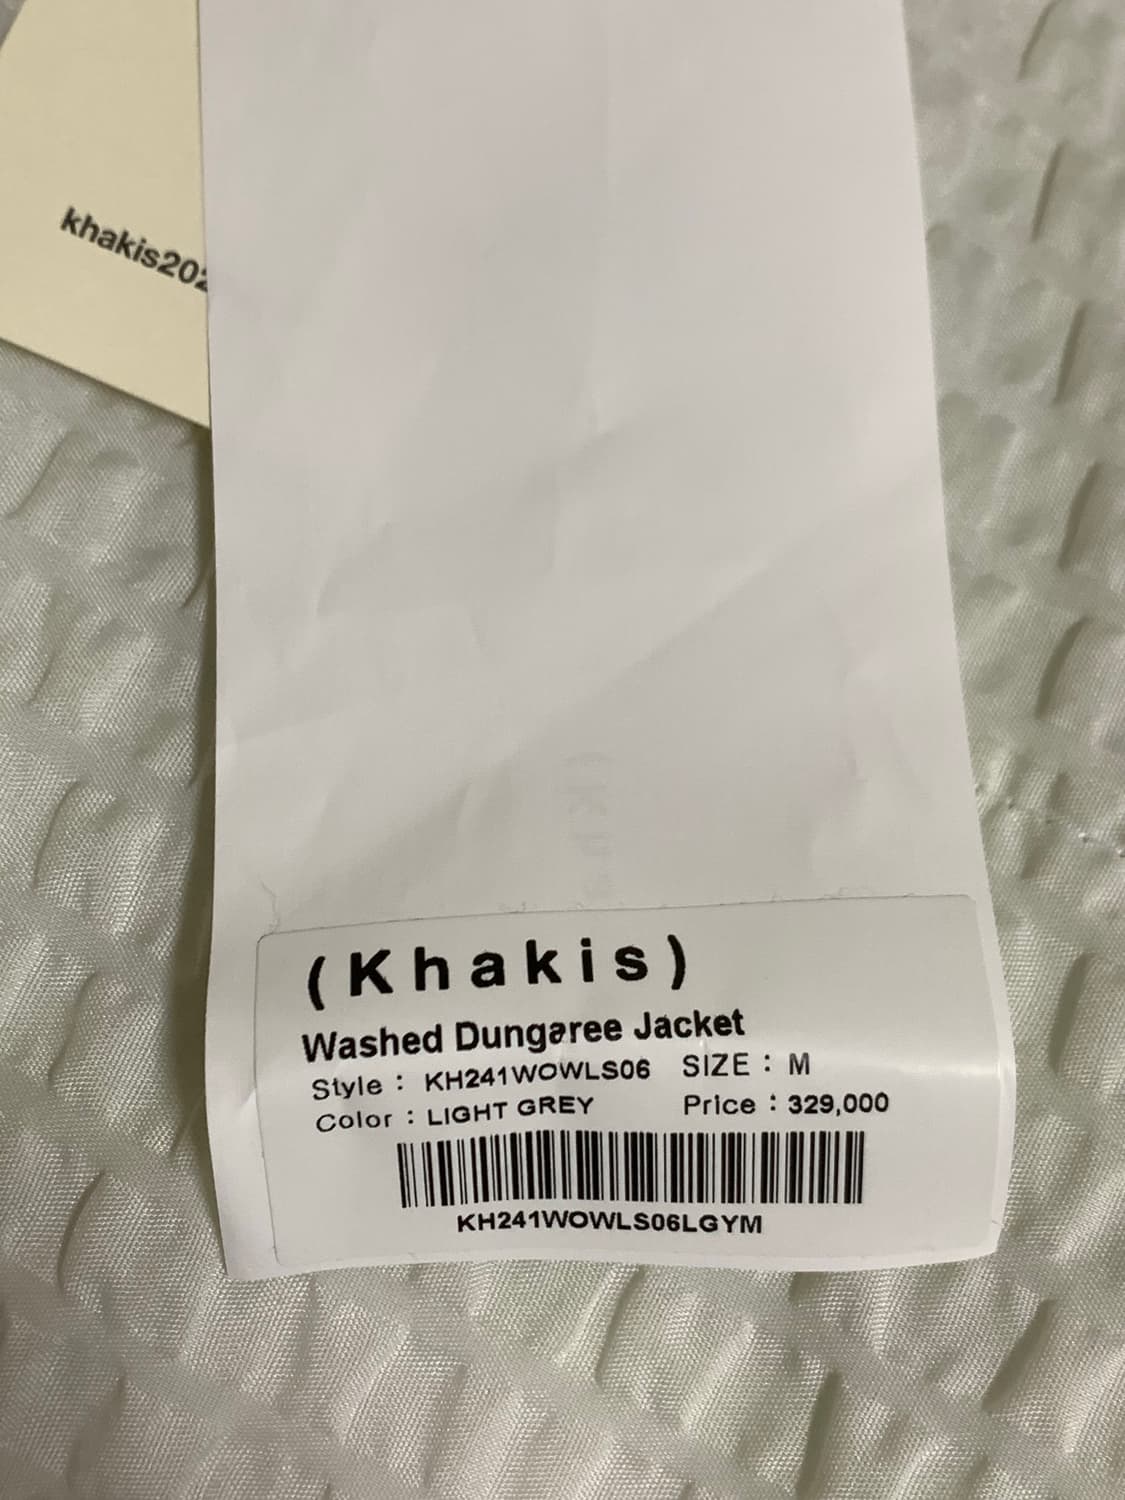 khakis202
(Khakis)
Washed Dungaree Jacket
Style : KH241WOWLS06 SIZE : M
Color : LIGHT GREY Price : 329,000
KH241WOWLS06LGYM